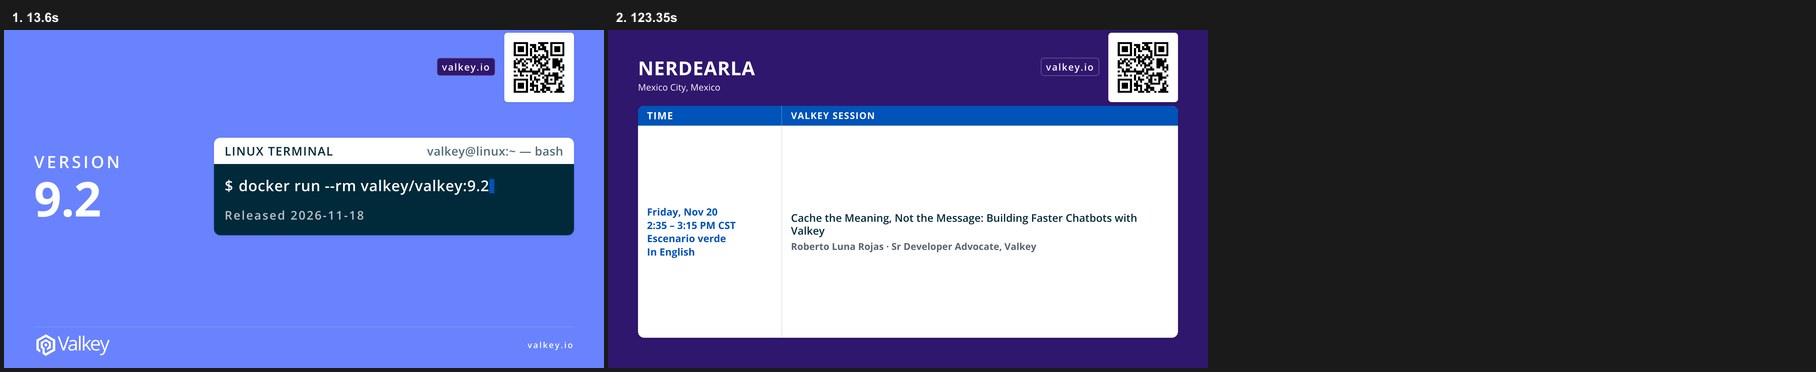 1. 13.6s
valkey.io
VERSION
9.2
LINUX TERMINAL
valkey@linux:~ — bash
$ docker run --rm valkey/valkey:9.2
Released 2026-11-18
Valkey
valkey.io
2. 123.35s
NERDEARLA
Mexico City, Mexico
valkey.io
TIME
VALKEY SESSION
Friday, Nov 20
2:35 – 3:15 PM CST
Escenario verde
In English
Cache the Meaning, Not the Message: Building Faster Chatbots with
Valkey
Roberto Luna Rojas · Sr Developer Advocate, Valkey